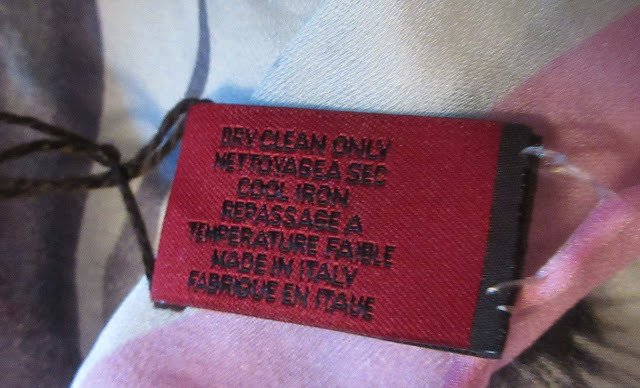 DRY CLEAN ONLY
NETTOYAGE A SEC
COOL IRON
REPASSAGE A
TEMPERATURE FAIBLE
MADE IN ITALY
FABRIQUE EN ITALIE